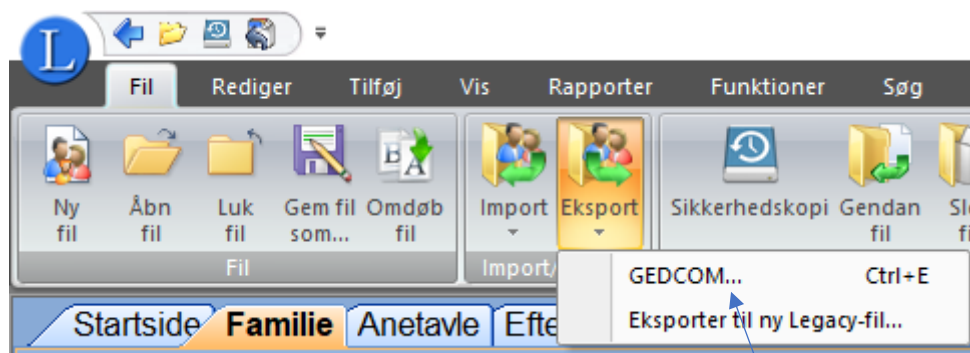 L
Fil Rediger Tilføj Vis Rapporter Funktioner Søg
Ny fil
Åbn fil
Luk fil
Gem fil som...
Omdøb fil
Import
Eksport
Sikkerhedskopi
Gendan fil
Fil
Import/
GEDCOM... Ctrl+E
Eksporter til ny Legacy-fil...
Startside Familie Anetavle Efte